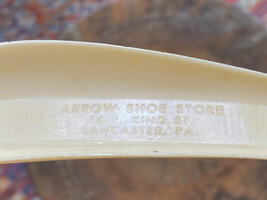 ARROW SHOE STORE
14 E. KING ST.
LANCASTER, PA.